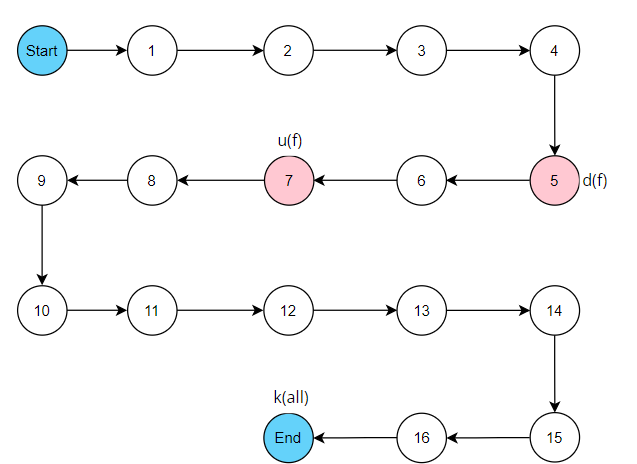 Start 1 2 3 4
u(f)
9 8 7 6 5 d(f)
10 11 12 13 14
k(all)
End 16 15